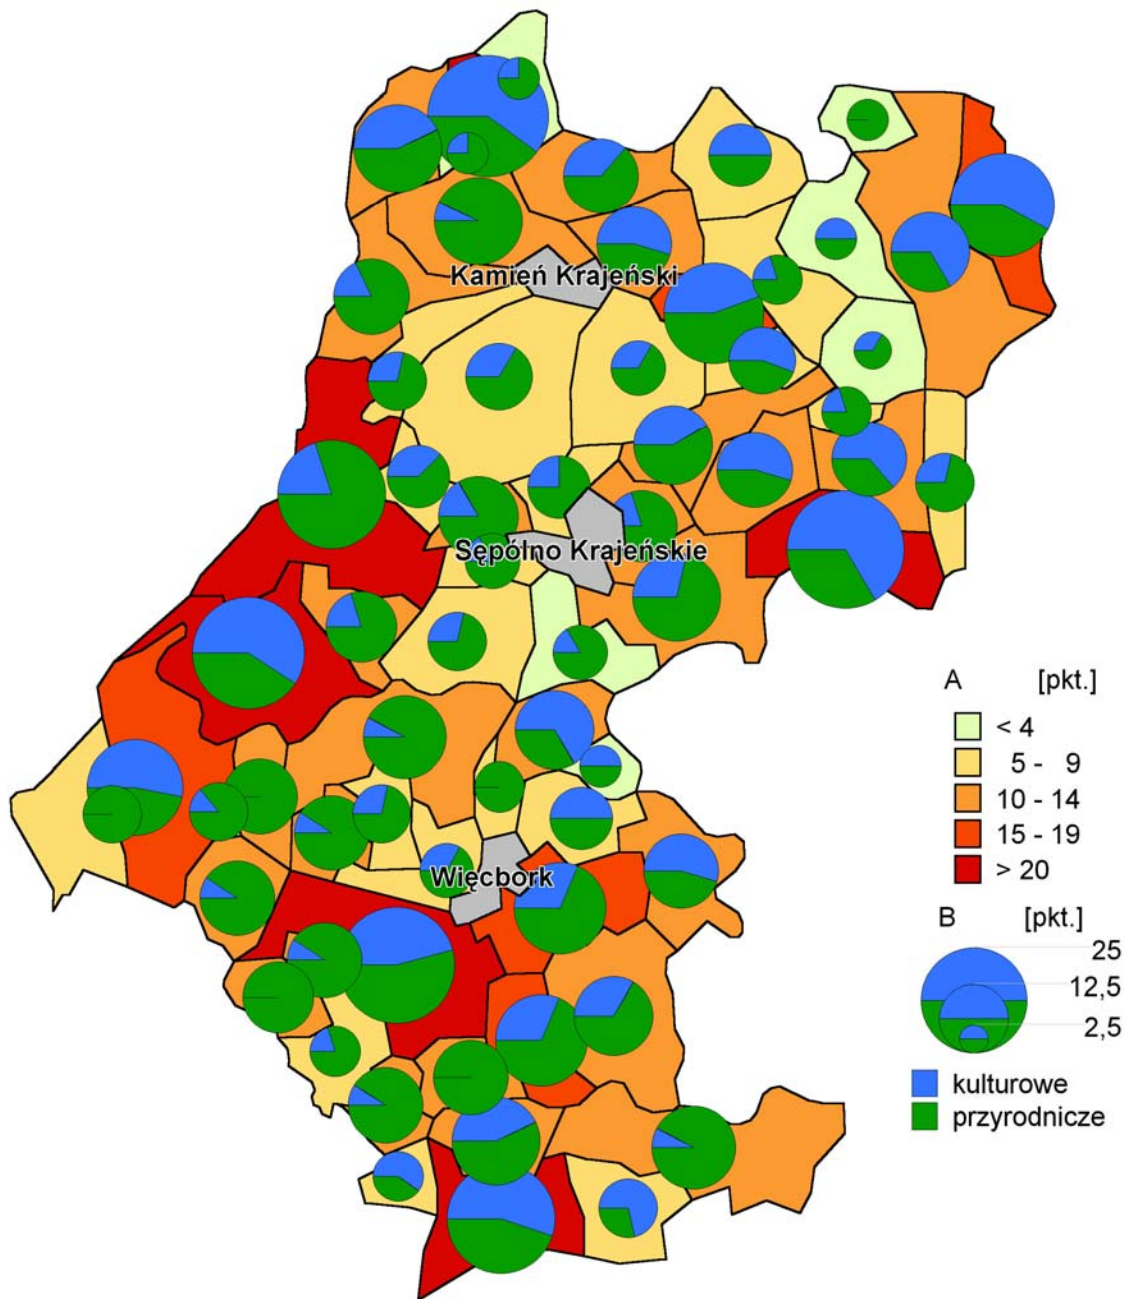 Kamień Krajeński
Sępólno Krajeńskie
Więcbork
A [pkt.]
< 4
5 - 9
10 - 14
15 - 19
> 20
B [pkt.]
25
12,5
2,5
kulturowe
przyrodnicze